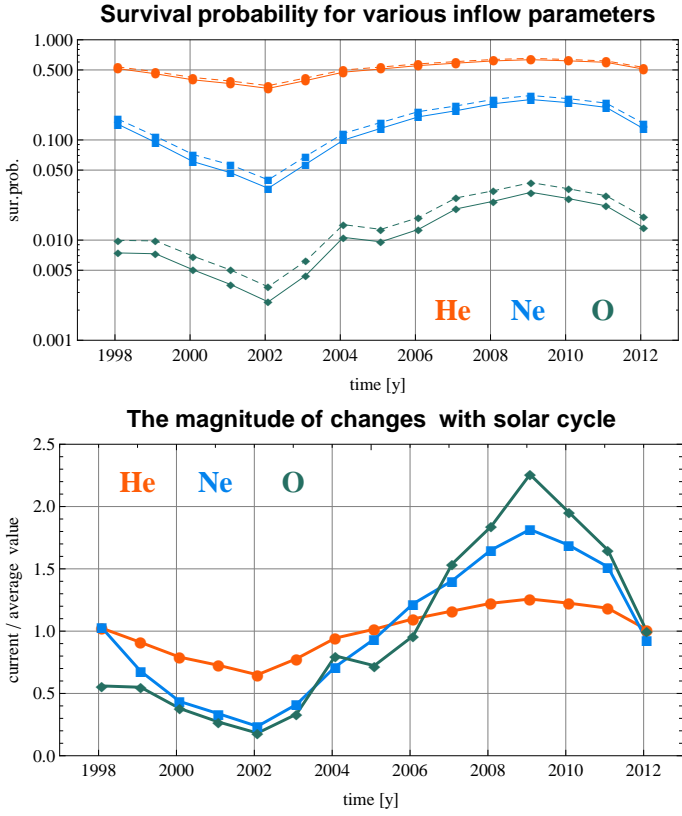 Survival probability for various inflow parameters
1.000
0.500
0.100
0.050
0.010
0.005
0.001
sur.prob.
He Ne O
1998 2000 2002 2004 2006 2008 2010 2012
time [y]
The magnitude of changes with solar cycle
2.5
2.0
1.5
1.0
0.5
0.0
current / average value
He Ne O
1998 2000 2002 2004 2006 2008 2010 2012
time [y]